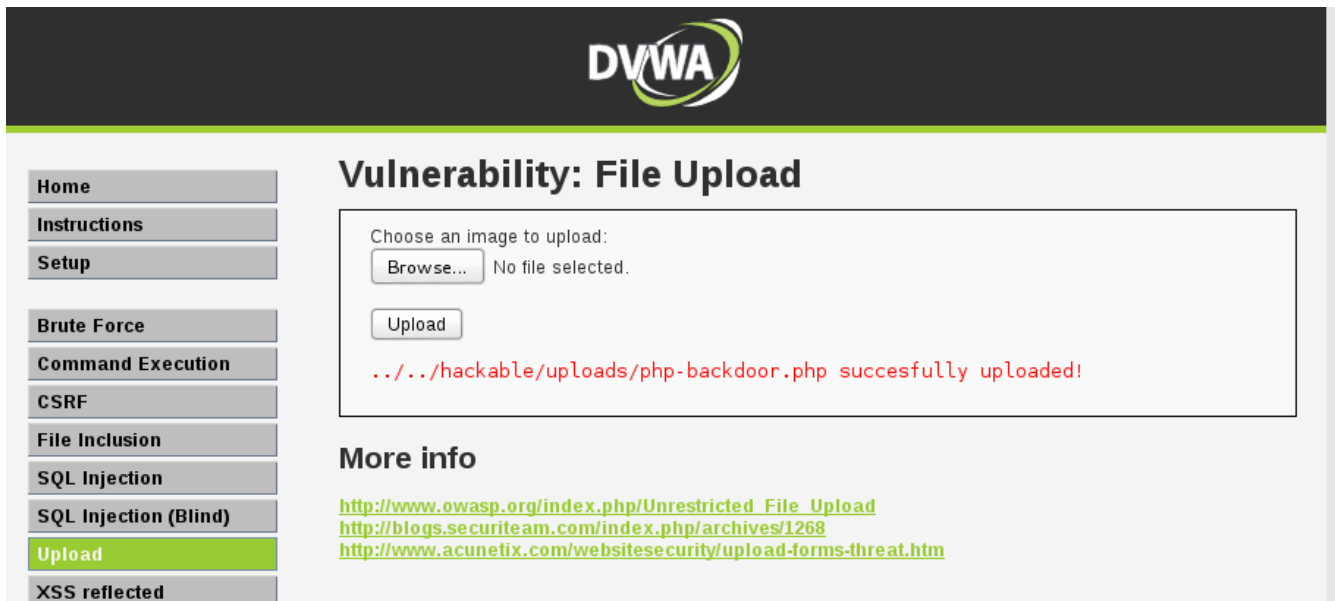 DVWA
Home
Instructions
Setup
Brute Force
Command Execution
CSRF
File Inclusion
SQL Injection
SQL Injection (Blind)
Upload
XSS reflected
Vulnerability: File Upload
Choose an image to upload:
Browse... No file selected.
Upload
../../hackable/uploads/php-backdoor.php succesfully uploaded!
More info
http://www.owasp.org/index.php/Unrestricted_File_Upload
http://blogs.securiteam.com/index.php/archives/1268
http://www.acunetix.com/websitesecurity/upload-forms-threat.htm